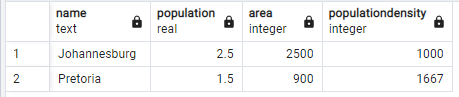 name population area populationdensity
text real integer integer
1 Johannesburg 2.5 2500 1000
2 Pretoria 1.5 900 1667